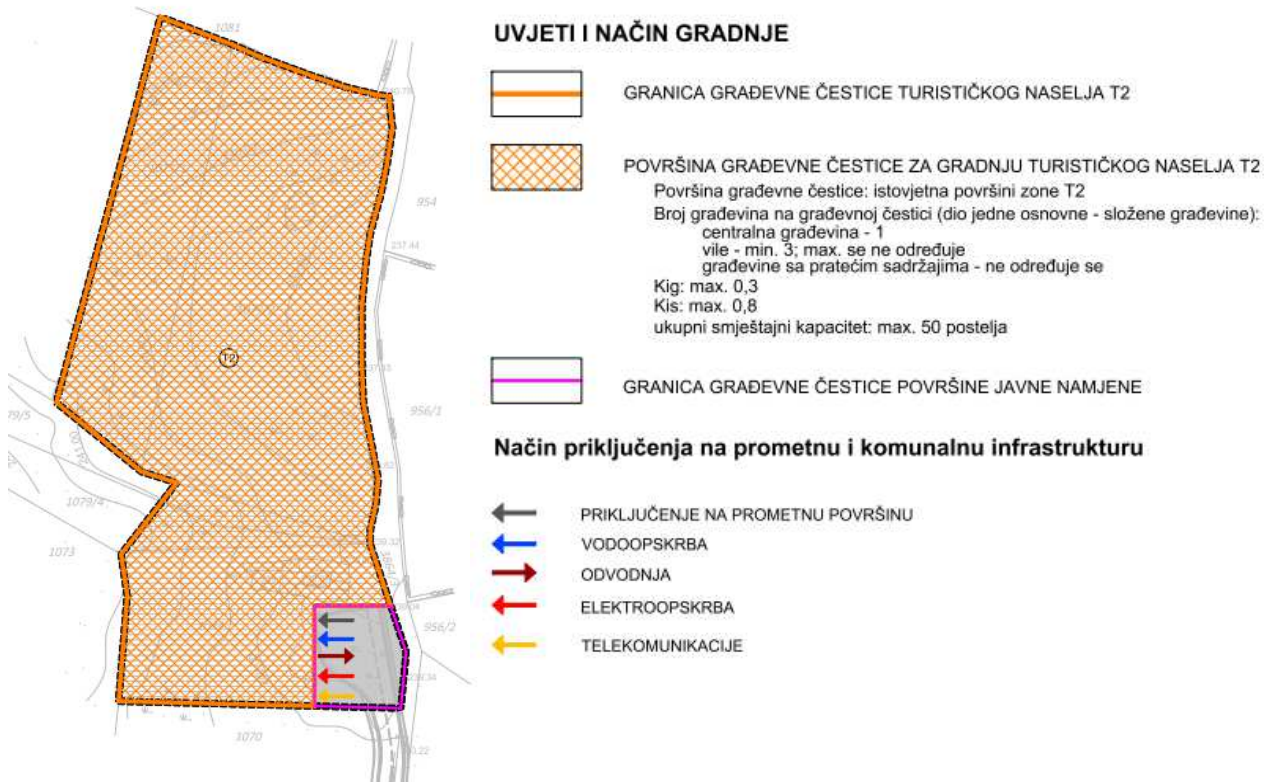 UVJETI I NAČIN GRADNJE
GRANICA GRAĐEVNE ČESTICE TURISTIČKOG NASELJA T2
POVRŠINA GRAĐEVNE ČESTICE ZA GRADNJU TURISTIČKOG NASELJA T2
Površina građevne čestice: istovjetna površini zone T2
Broj građevina na građevnoj čestici (dio jedne osnovne - složene građevine):
centralna građevina - 1
vile - min. 3; max. se ne određuje
građevine sa pratećim sadržajima - ne određuje se
Kig: max. 0,3
Kis: max. 0,8
ukupni smještajni kapacitet: max. 50 postelja
GRANICA GRAĐEVNE ČESTICE POVRŠINE JAVNE NAMJENE
Način priključenja na prometnu i komunalnu infrastrukturu
PRIKLJUČENJE NA PROMETNU POVRŠINU
VODOOPSKRBA
ODVODNJA
ELEKTROOPSKRBA
TELEKOMUNIKACIJE
1081
954
237.44
T2
956/1
79/5
1079/4
1073
956/2
1070